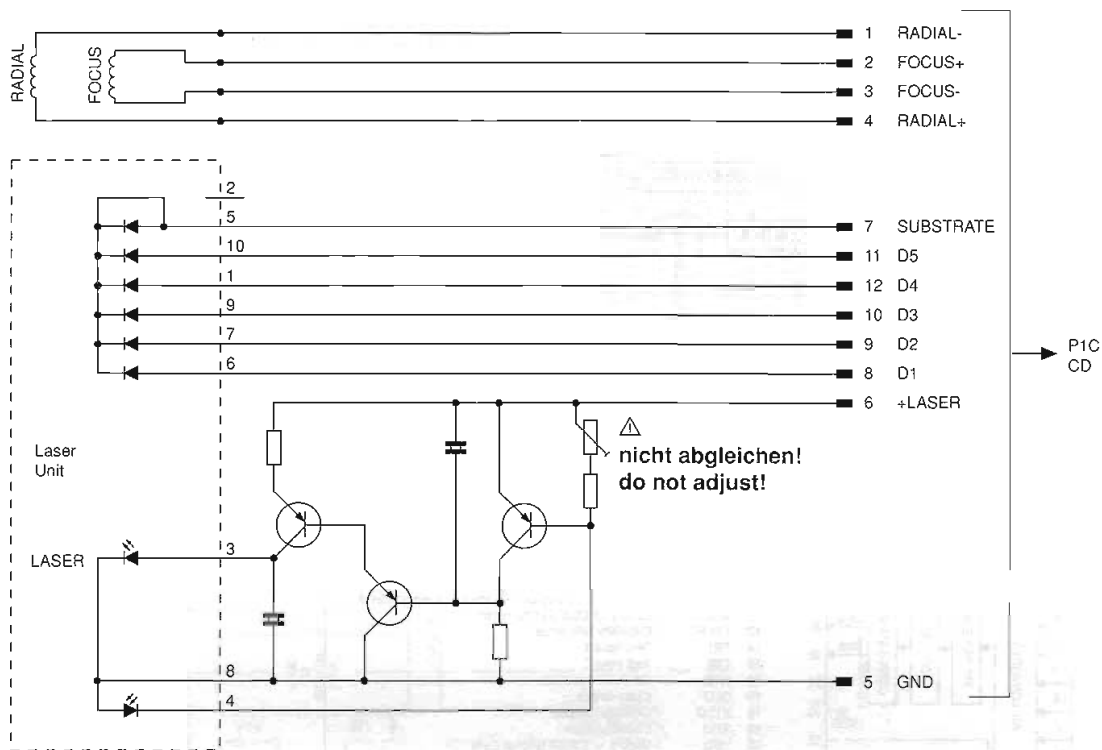 1 RADIAL-
2 FOCUS+
3 FOCUS-
4 RADIAL+
RADIAL
FOCUS
2
5
7 SUBSTRATE
10
11 D5
1
12 D4
9
10 D3
7
9 D2
6
8 D1
6 +LASER
P1C
CD
nicht abgleichen!
do not adjust!
Laser
Unit
LASER
3
8
5 GND
4